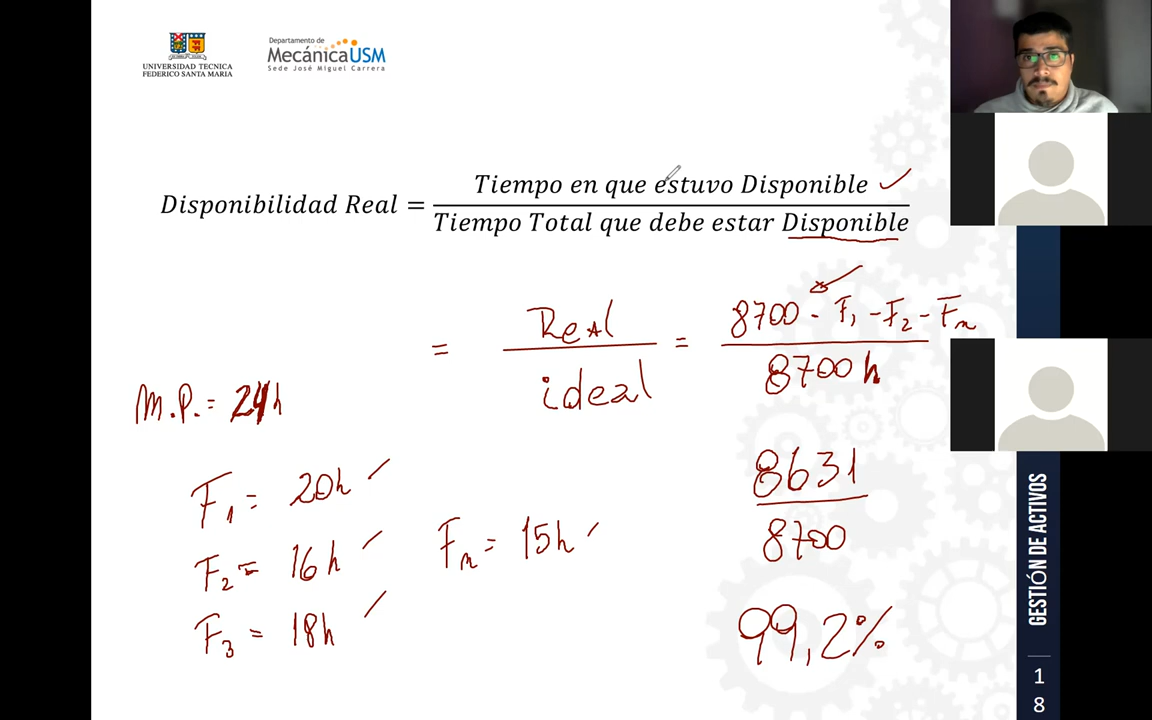 UNIVERSIDAD TECNICA
FEDERICO SANTA MARIA
Departamento de
MecánicaUSM
Sede José Miguel Carrera
Disponibilidad Real = Tiempo en que estuvo Disponible
Tiempo Total que debe estar Disponible
= Real / ideal = 8700 - F1 - F2 - Fn / 8700 h
M.P. = 24h
F1 = 20h
F2 = 16h
F3 = 18h
Fn = 15h
8631
8700
99,2%
GESTIÓN DE ACTIVOS
1
8